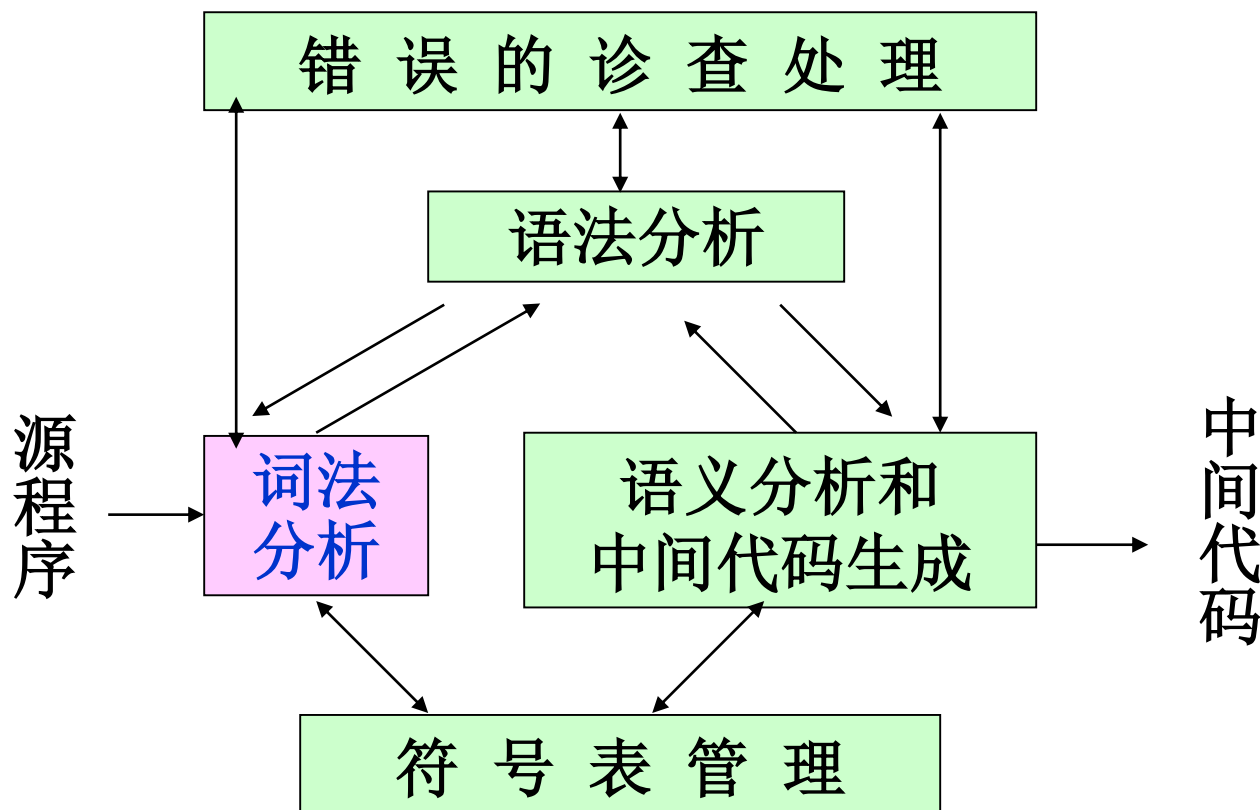 错误的诊查处理
语法分析
源程序
词法
分析
语义分析和
中间代码生成
中间代码
符号表管理